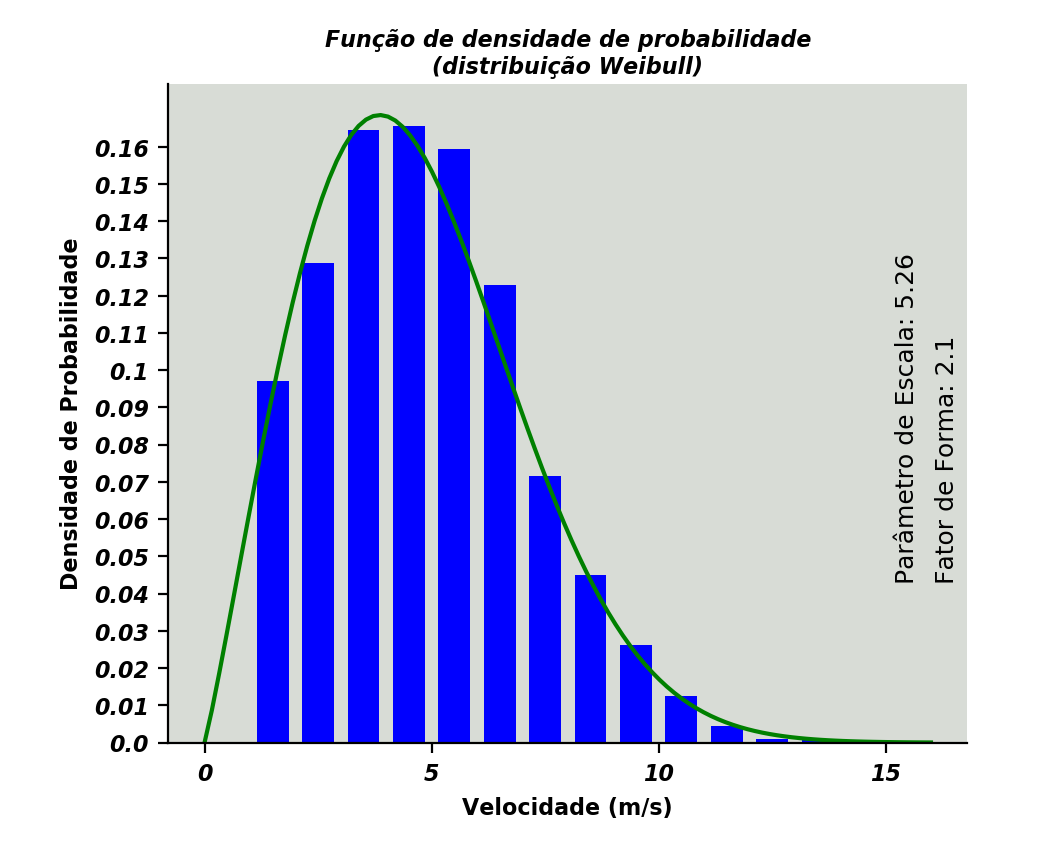 Função de densidade de probabilidade
(distribuição Weibull)
Densidade de Probabilidade
0.16
0.15
0.14
0.13
0.12
0.11
0.1
0.09
0.08
0.07
0.06
0.05
0.04
0.03
0.02
0.01
0.0
Parâmetro de Escala: 5.26
Fator de Forma: 2.1
0 5 10 15
Velocidade (m/s)